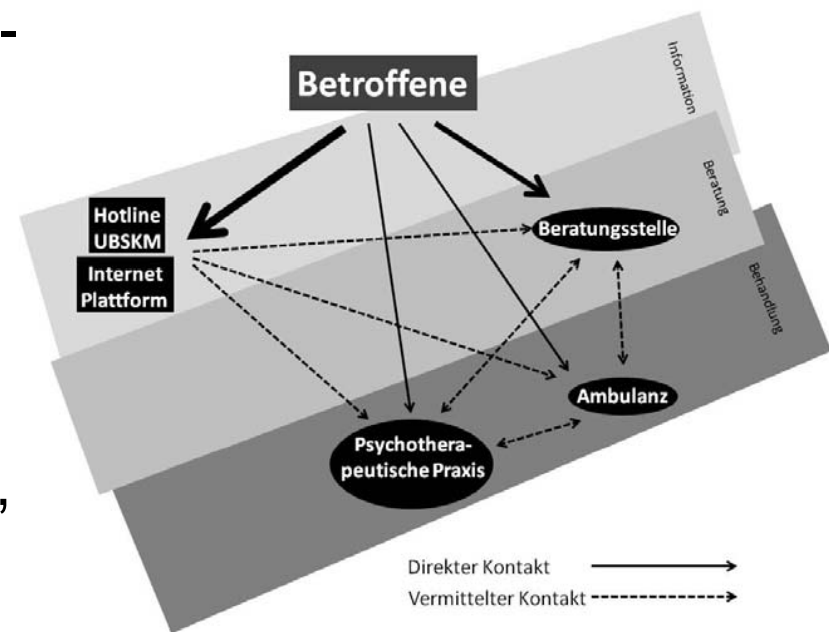 -
Betroffene
Information
Beratung
Behandlung
Hotline
UBSKM
Internet
Plattform
Beratungsstelle
Ambulanz
Psychothera-
peutische Praxis
,
Direkter Kontakt
Vermittelter Kontakt